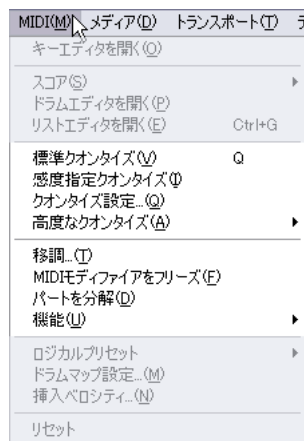 MIDI(M) メディア(D) トランスポート(T)
キーエディタを開く(O)
スコア(S)
ドラムエディタを開く(P)
リストエディタを開く(E) Ctrl+G
標準クオンタイズ(V) Q
感度指定クオンタイズ(I)
クオンタイズ設定...(Q)
高度なクオンタイズ(A)
移調...(T)
MIDIモディファイアをフリーズ(F)
パートを分解(D)
機能(U)
ロジカルプリセット
ドラムマップ設定...(M)
挿入ベロシティ...(N)
リセット